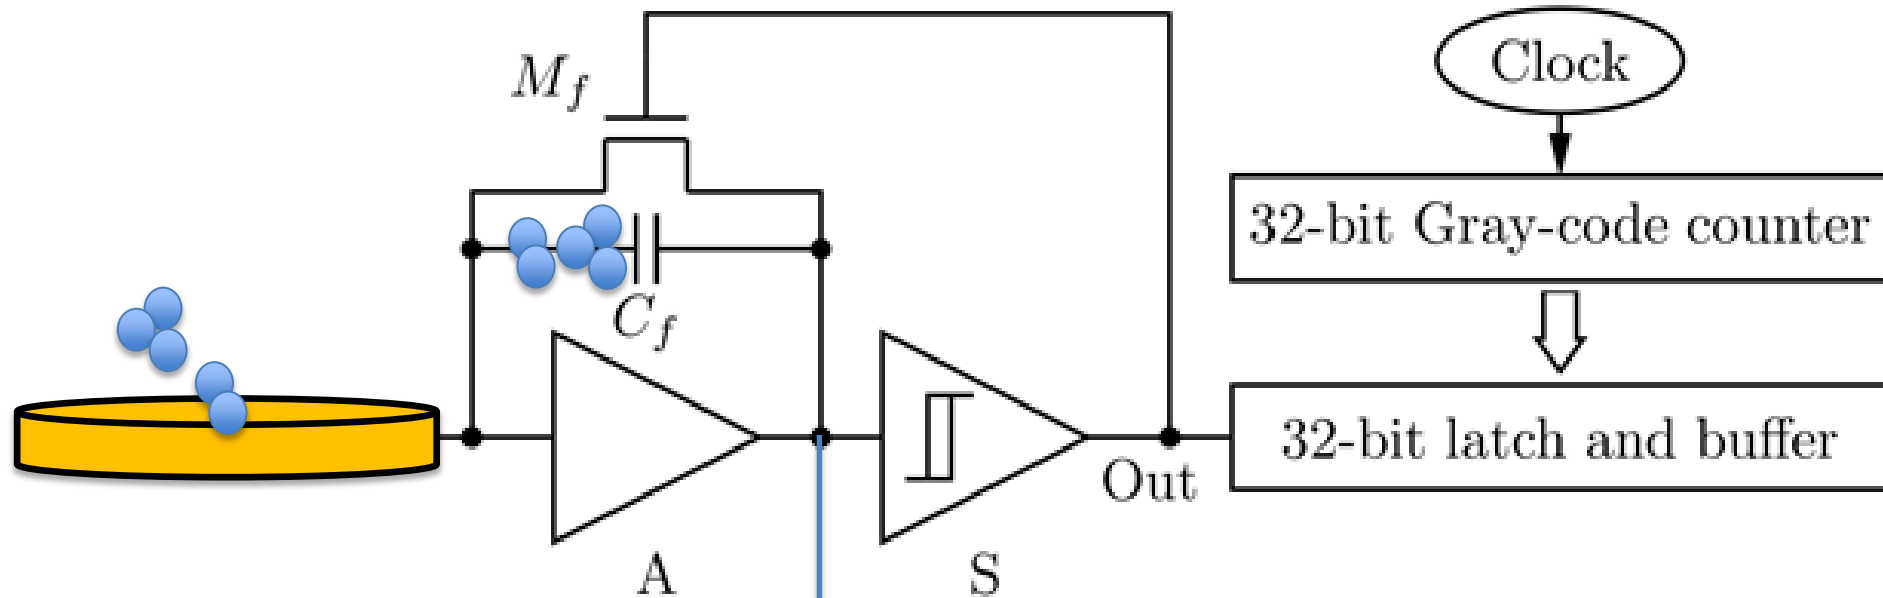 M_f
C_f
A
S
Out
Clock
32-bit Gray-code counter
32-bit latch and buffer